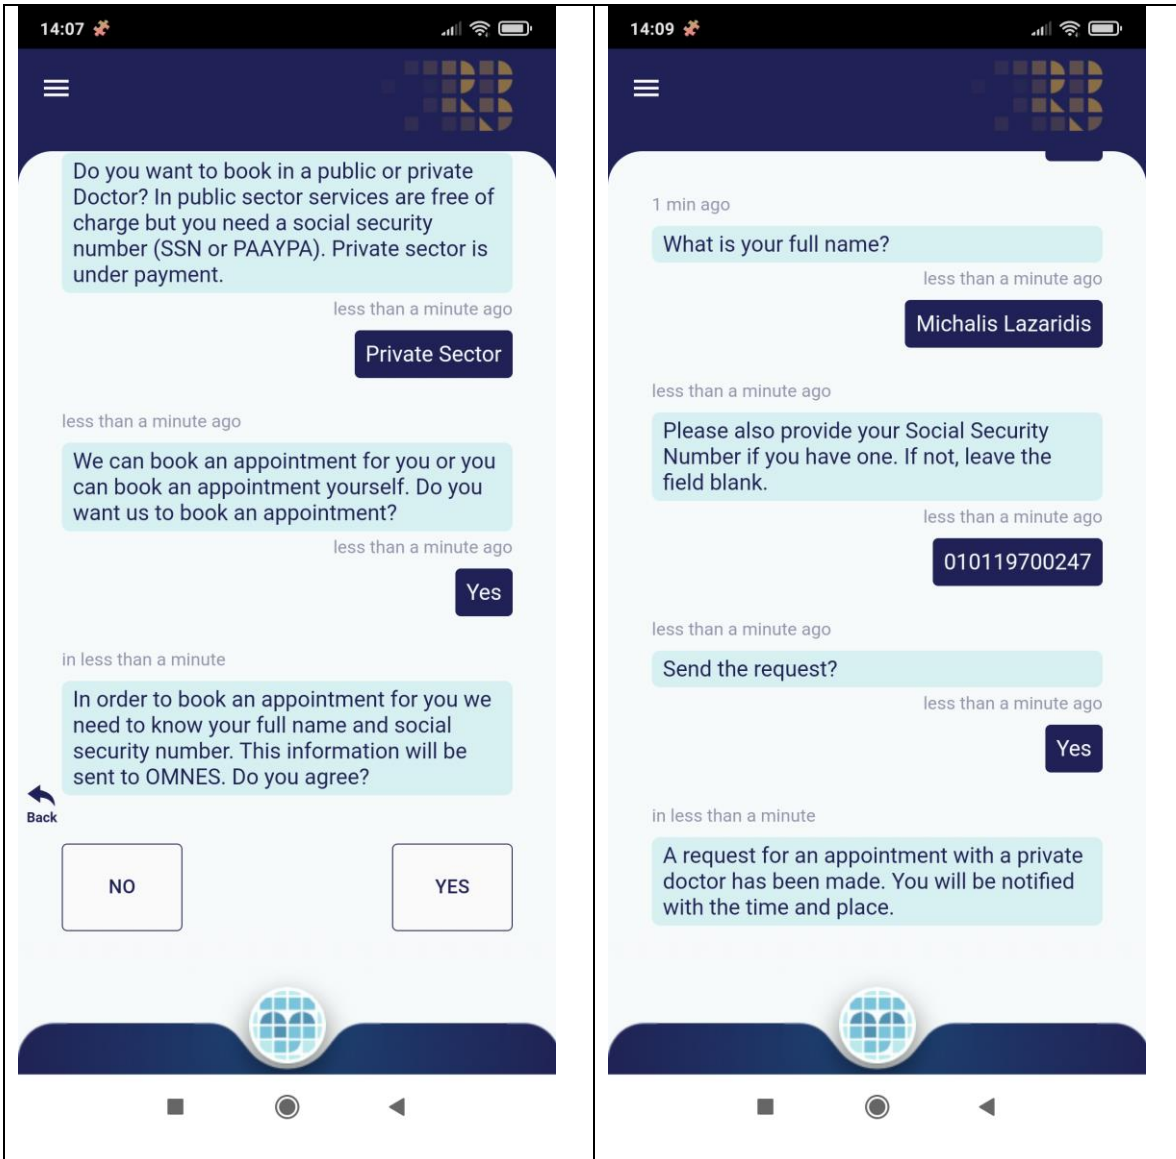 14:07
Do you want to book in a public or private
Doctor? In public sector services are free of
charge but you need a social security
number (SSN or PAAYPA). Private sector is
under payment.
less than a minute ago
Private Sector
less than a minute ago
We can book an appointment for you or you
can book an appointment yourself. Do you
want us to book an appointment?
less than a minute ago
Yes
in less than a minute
In order to book an appointment for you we
need to know your full name and social
security number. This information will be
sent to OMNES. Do you agree?
Back
NO
YES
14:09
1 min ago
What is your full name?
less than a minute ago
Michalis Lazaridis
less than a minute ago
Please also provide your Social Security
Number if you have one. If not, leave the
field blank.
less than a minute ago
010119700247
less than a minute ago
Send the request?
less than a minute ago
Yes
in less than a minute
A request for an appointment with a private
doctor has been made. You will be notified
with the time and place.